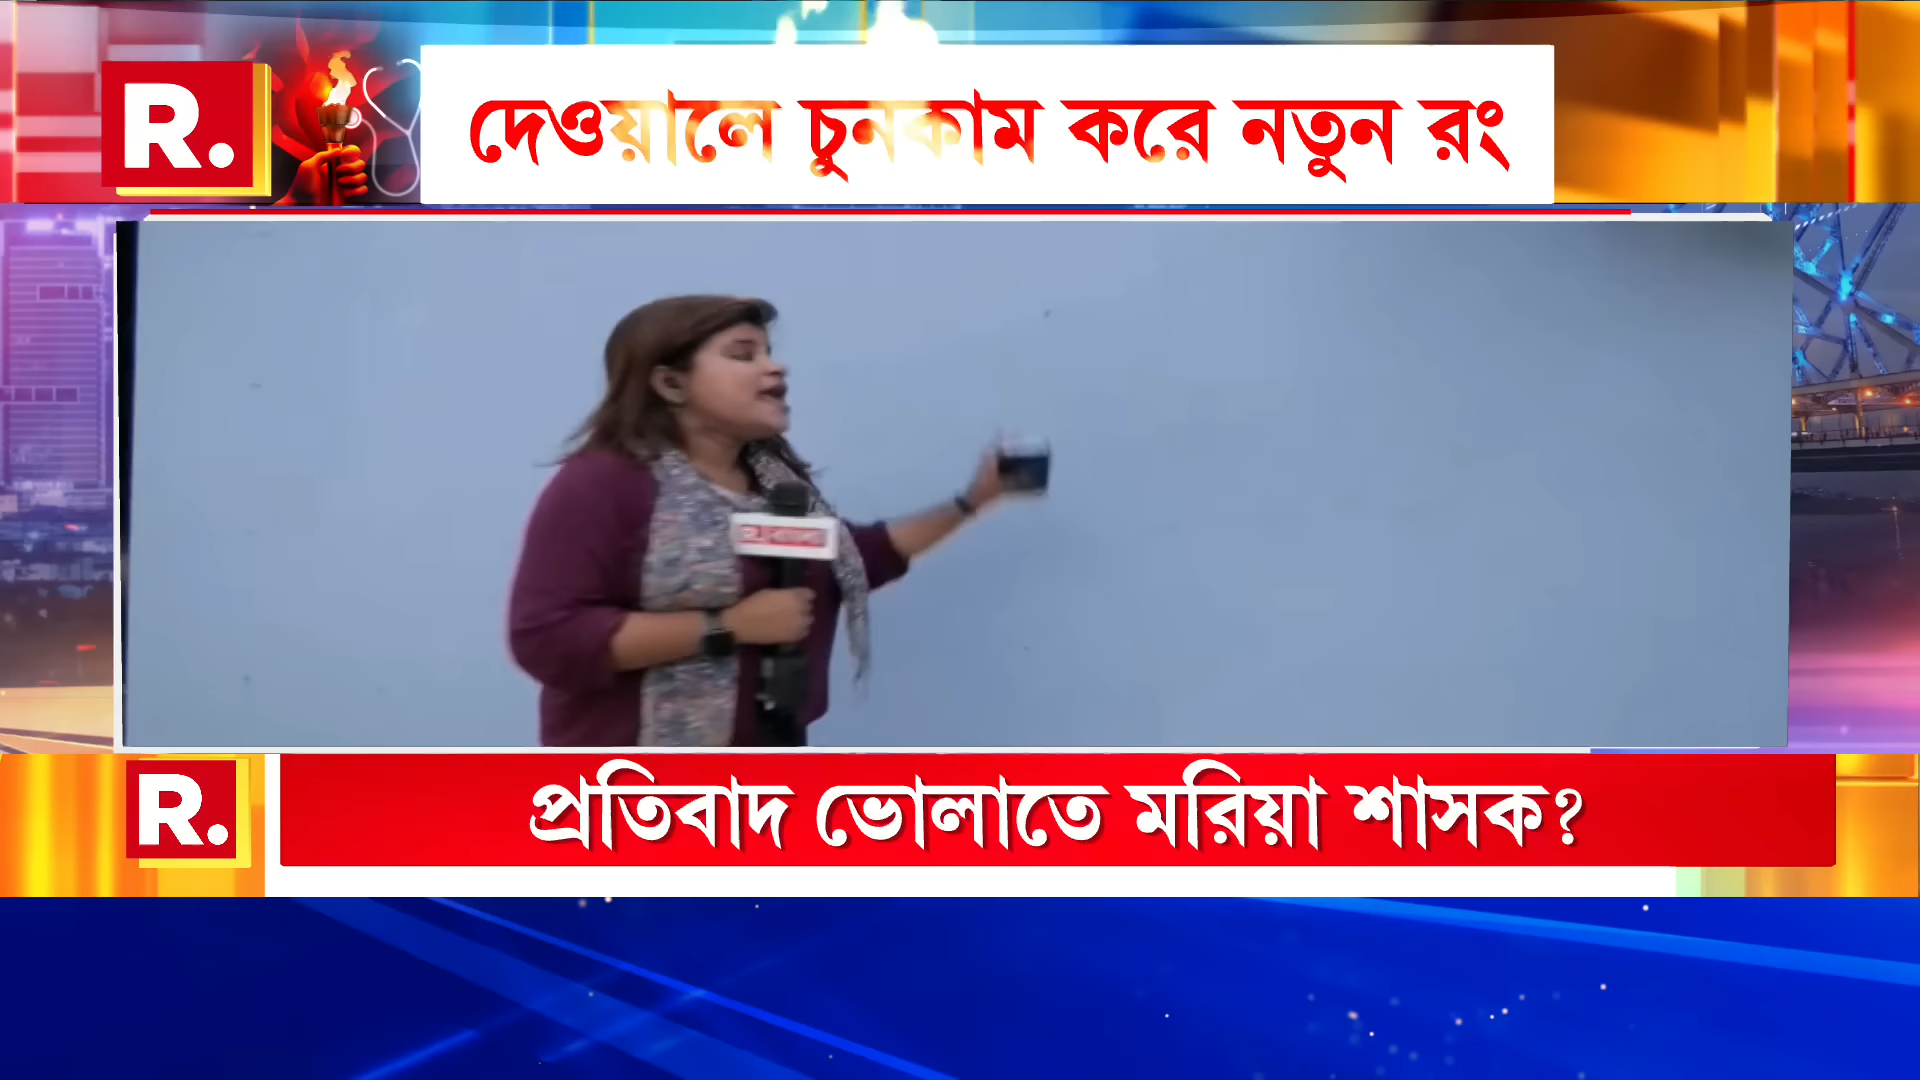 R.
দেওয়ালে চুনকাম করে নতুন রং
R. বাংলা
R.
প্রতিবাদ ভোলাতে মরিয়া শাসক?